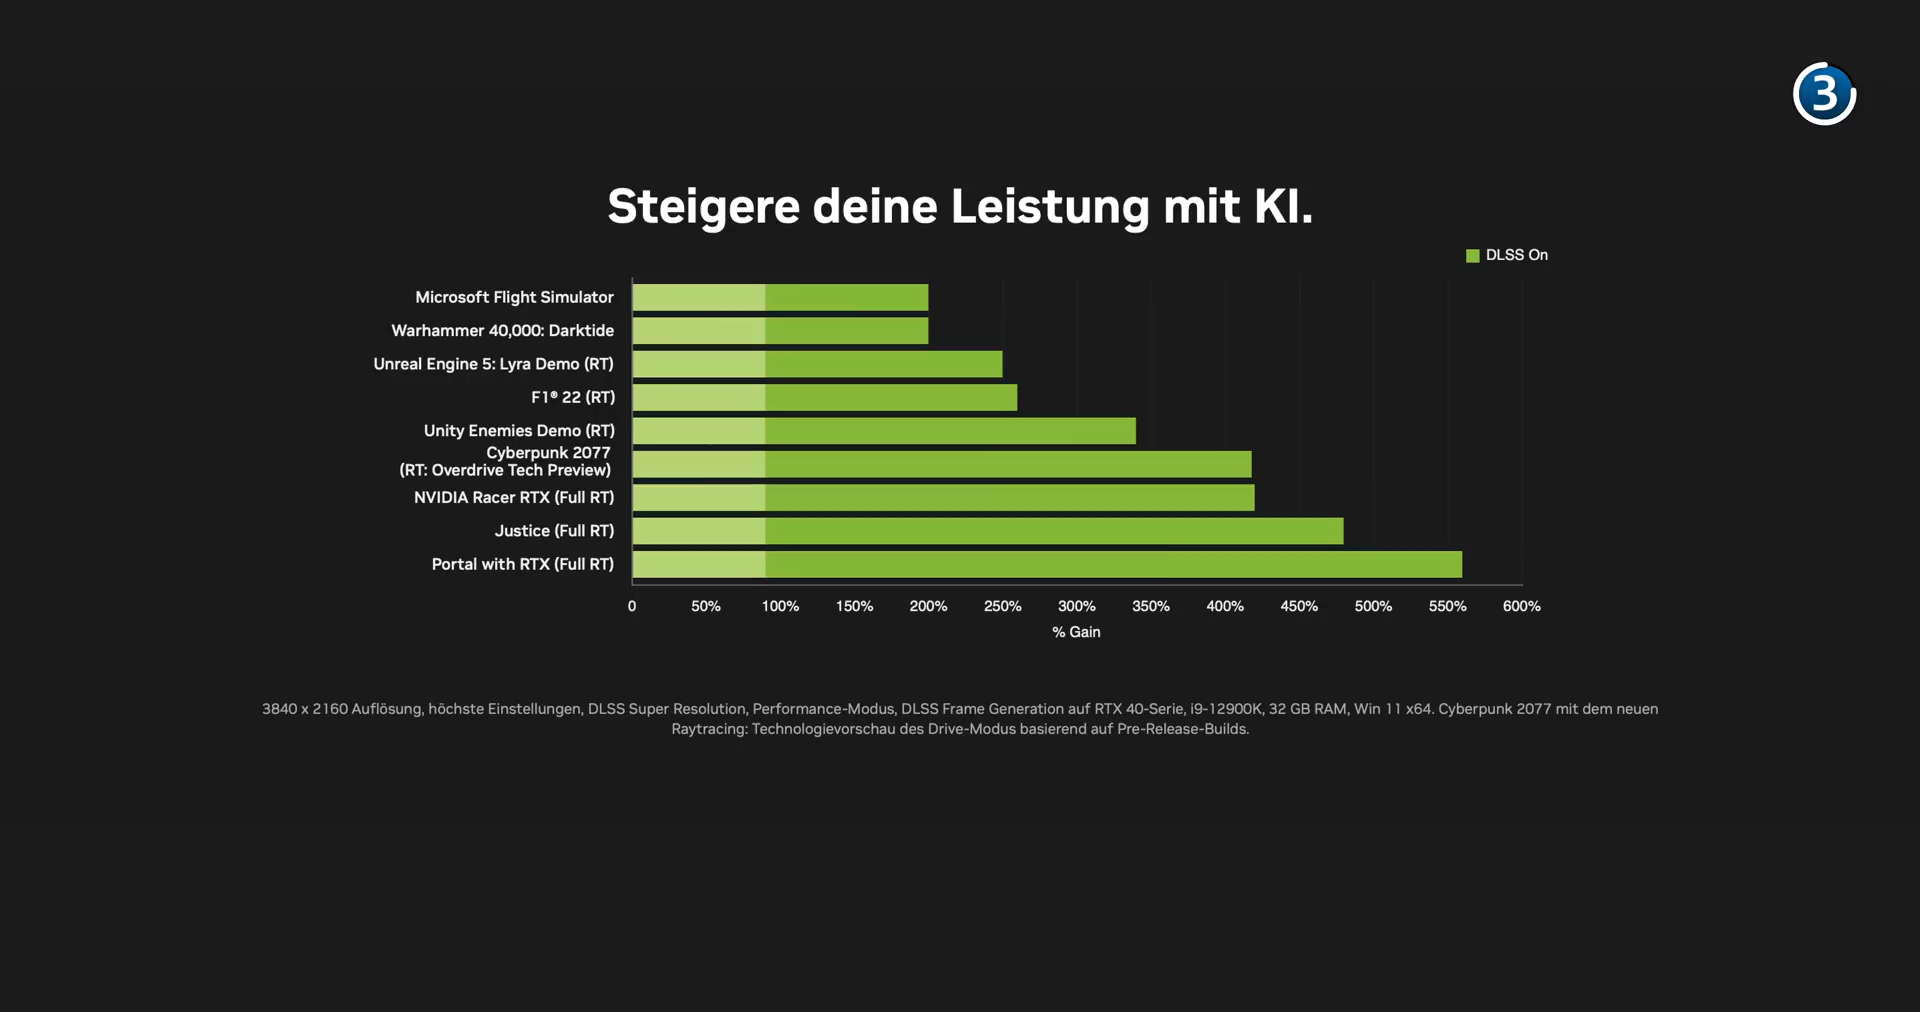 3
Steigere deine Leistung mit KI.
DLSS On
Microsoft Flight Simulator
Warhammer 40,000: Darktide
Unreal Engine 5: Lyra Demo (RT)
F1® 22 (RT)
Unity Enemies Demo (RT)
Cyberpunk 2077
(RT: Overdrive Tech Preview)
NVIDIA Racer RTX (Full RT)
Justice (Full RT)
Portal with RTX (Full RT)
0 50% 100% 150% 200% 250% 300% 350% 400% 450% 500% 550% 600%
% Gain
3840 x 2160 Auflösung, höchste Einstellungen, DLSS Super Resolution, Performance-Modus, DLSS Frame Generation auf RTX 40-Serie, i9-12900K, 32 GB RAM, Win 11 x64. Cyberpunk 2077 mit dem neuen
Raytracing: Technologievorschau des Drive-Modus basierend auf Pre-Release-Builds.